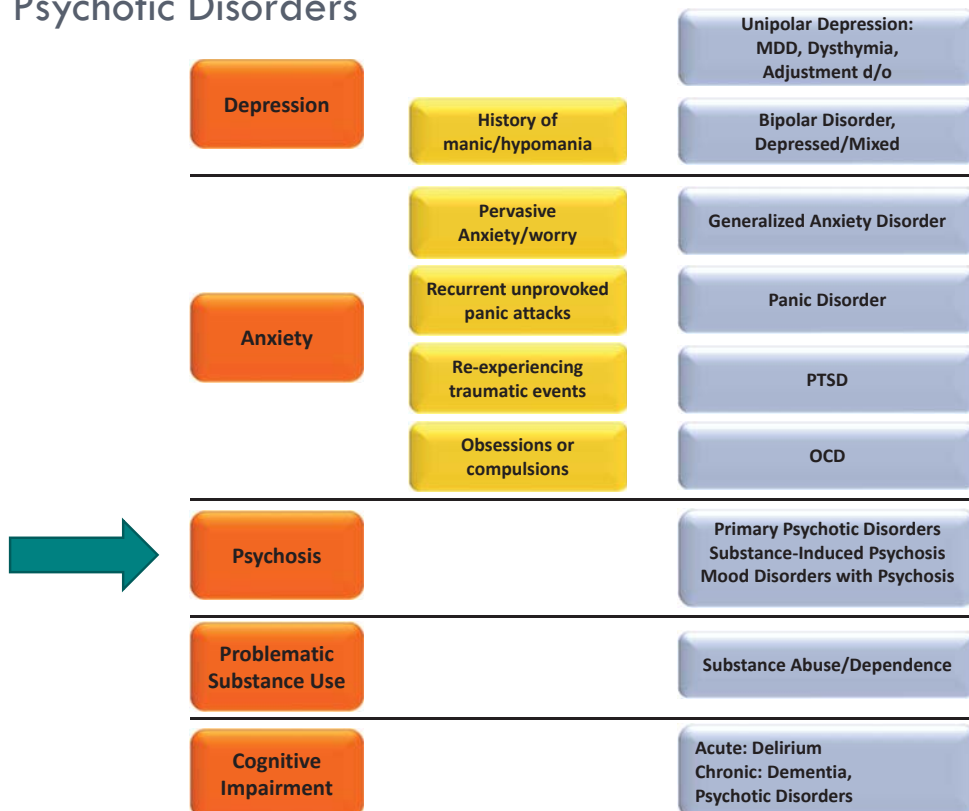 Psychotic Disorders
Depression
History of
manic/hypomania
Unipolar Depression:
MDD, Dysthymia,
Adjustment d/o
Bipolar Disorder,
Depressed/Mixed
Anxiety
Pervasive
Anxiety/worry
Generalized Anxiety Disorder
Recurrent unprovoked
panic attacks
Panic Disorder
Re-experiencing
traumatic events
PTSD
Obsessions or
compulsions
OCD
Psychosis
Primary Psychotic Disorders
Substance-Induced Psychosis
Mood Disorders with Psychosis
Problematic
Substance Use
Substance Abuse/Dependence
Cognitive
Impairment
Acute: Delirium
Chronic: Dementia,
Psychotic Disorders